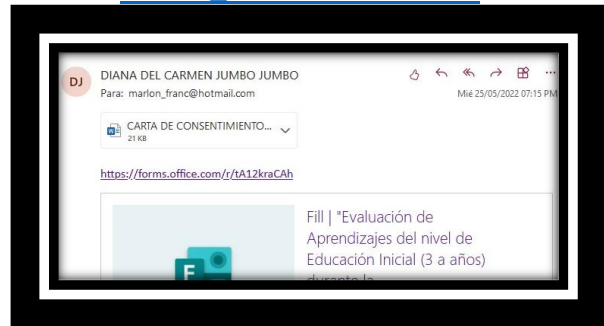 DJ
DIANA DEL CARMEN JUMBO JUMBO
Para: marlon_franc@hotmail.com
Mié 25/05/2022 07:15 PM
CARTA DE CONSENTIMIENTO...
21 KB
https://forms.office.com/r/tA12kraCAh
Fill | "Evaluación de
Aprendizajes del nivel de
Educación Inicial (3 a años)
durante la
F